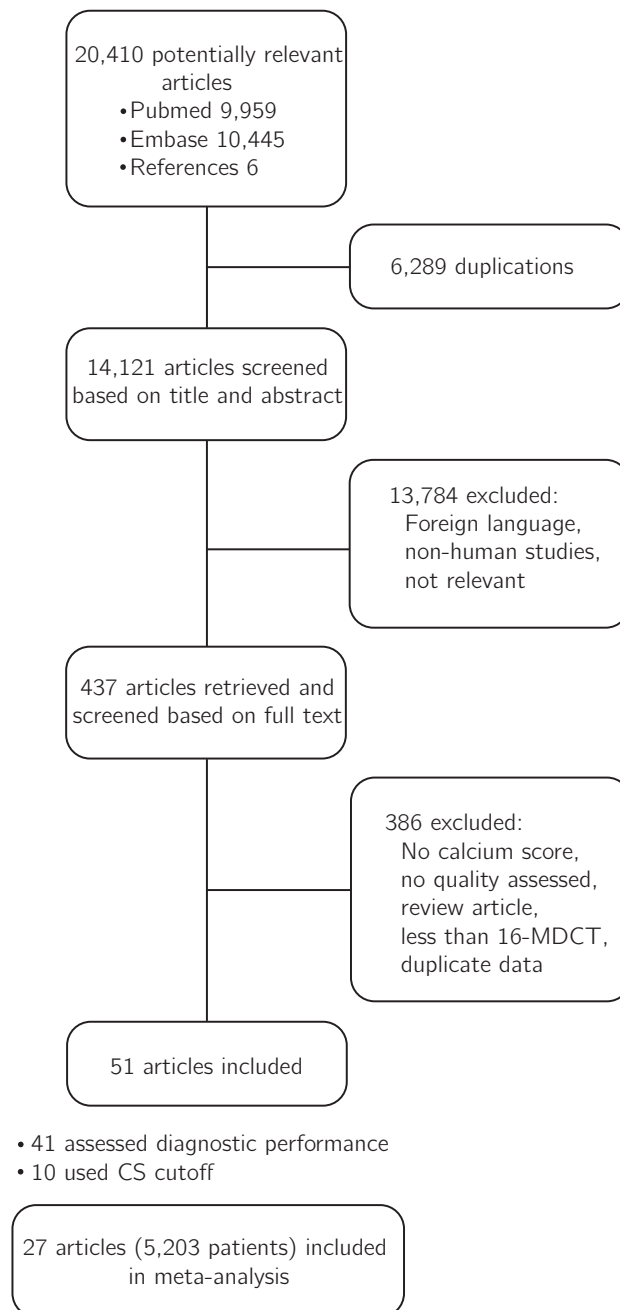 20,410 potentially relevant
articles
•Pubmed 9,959
•Embase 10,445
•References 6
6,289 duplications
14,121 articles screened
based on title and abstract
13,784 excluded:
Foreign language,
non-human studies,
not relevant
437 articles retrieved and
screened based on full text
386 excluded:
No calcium score,
no quality assessed,
review article,
less than 16-MDCT,
duplicate data
51 articles included
• 41 assessed diagnostic performance
• 10 used CS cutoff
27 articles (5,203 patients) included
in meta-analysis